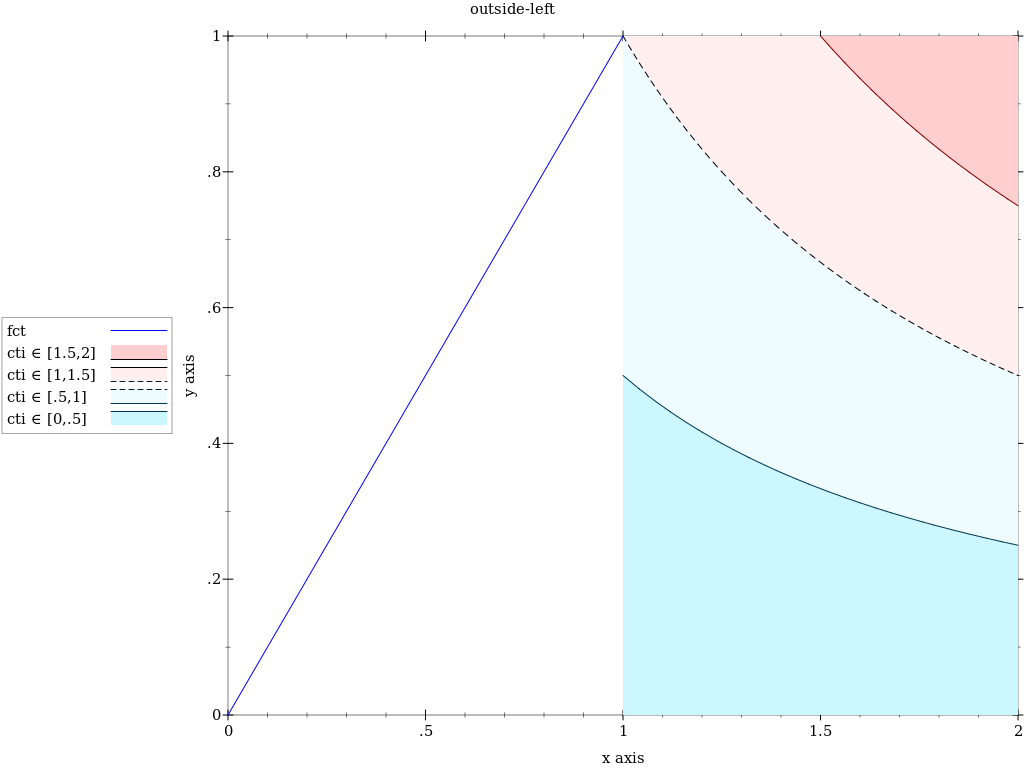 outside-left
1
.8
.6
.4
.2
0
y axis
fct
cti ∈ [1.5,2]
cti ∈ [1,1.5]
cti ∈ [.5,1]
cti ∈ [0,.5]
0 .5 1 1.5 2
x axis